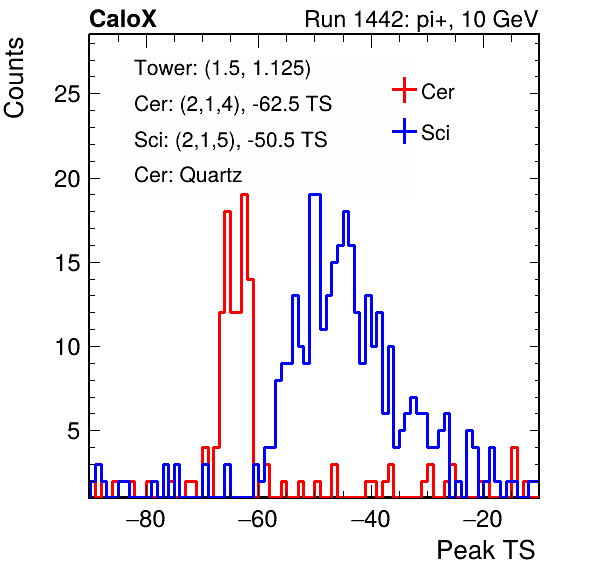 CaloX Run 1442: pi+, 10 GeV
Counts
Tower: (1.5, 1.125)
Cer: (2,1,4), -62.5 TS
Sci: (2,1,5), -50.5 TS
Cer: Quartz
Cer
Sci
25
20
15
10
5
−80 −60 −40 −20
Peak TS